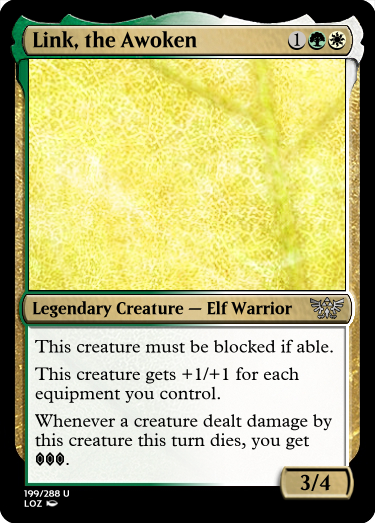 Link, the Awoken 1
Legendary Creature — Elf Warrior
This creature must be blocked if able.
This creature gets +1/+1 for each
equipment you control.
Whenever a creature dealt damage by
this creature this turn dies, you get
.
3/4
199/288 U
LOZ